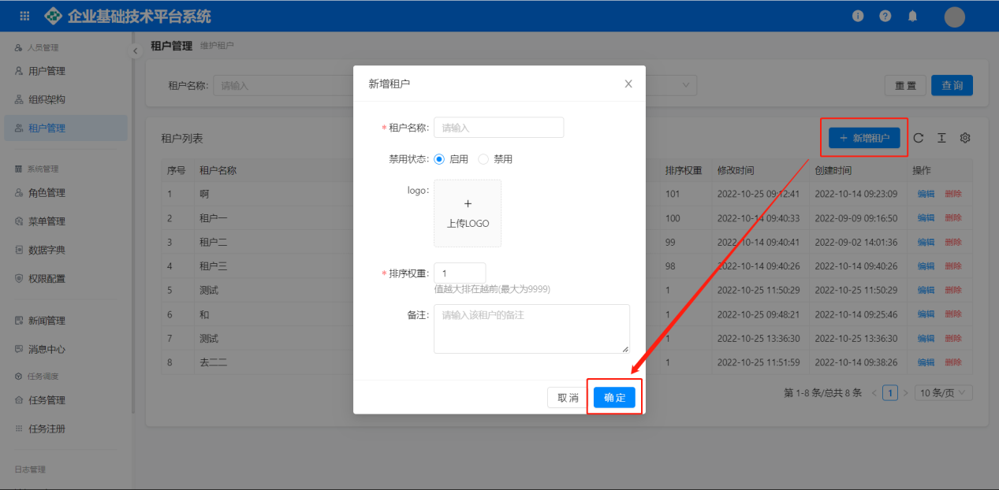 企业基础技术平台系统
人员管理
用户管理
组织架构
租户管理
系统管理
角色管理
菜单管理
数据字典
权限配置
新闻管理
消息中心
任务调度
任务管理
任务注册
日志管理
租户管理 维护租户
租户名称: 请输入
重 置 查 询
租户列表
+ 新增租户
序号 租户名称 排序权重 修改时间 创建时间 操作
1 啊 101 2022-10-25 09:12:41 2022-10-14 09:23:09 编辑 删除
2 租户一 100 2022-10-14 09:40:33 2022-09-09 09:16:50 编辑 删除
3 租户二 99 2022-10-14 09:40:41 2022-09-02 14:01:36 编辑 删除
4 租户三 98 2022-10-14 09:40:26 2022-10-14 09:40:26 编辑 删除
5 测试 1 2022-10-25 11:50:29 2022-10-25 11:50:29 编辑 删除
6 和 1 2022-10-25 09:48:21 2022-10-14 09:25:46 编辑 删除
7 测试 1 2022-10-25 13:36:30 2022-10-25 13:36:30 编辑 删除
8 去二二 1 2022-10-25 11:51:59 2022-10-14 09:38:26 编辑 删除
第 1-8 条/总共 8 条 < 1 > 10 条/页
新增租户
* 租户名称: 请输入
禁用状态: 启用 禁用
logo:
+
上传LOGO
* 排序权重: 1
值越大排在越前(最大为9999)
备注: 请输入该租户的备注
取 消 确 定